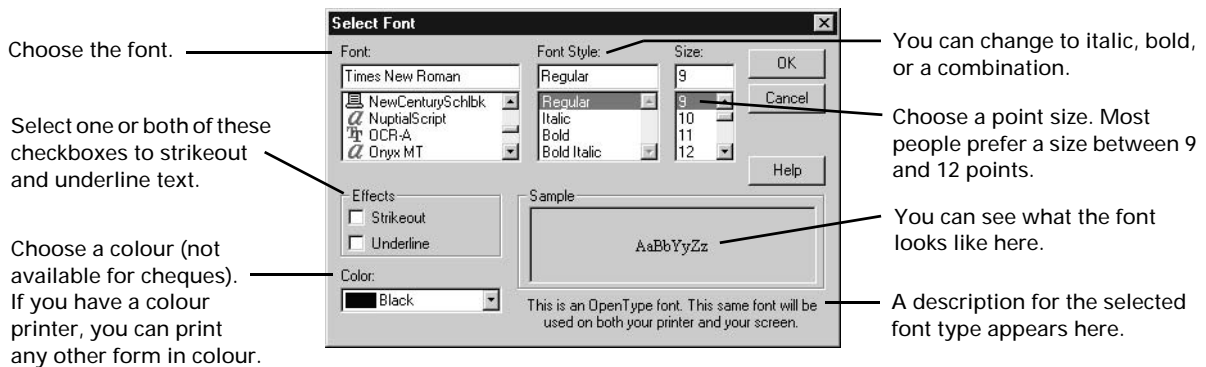 Choose the font.
Select one or both of these
checkboxes to strikeout
and underline text.
Choose a colour (not
available for cheques).
If you have a colour
printer, you can print
any other form in colour.
Select Font
Font:
Times New Roman
NewCenturySchlbk
NuptialScript
OCR-A
Onyx MT
Font Style:
Regular
Regular
Italic
Bold
Bold Italic
Size:
9
9
10
11
12
OK
Cancel
Help
Effects
Strikeout
Underline
Color:
Black
Sample
AaBbYyZz
This is an OpenType font. This same font will be
used on both your printer and your screen.
You can change to italic, bold,
or a combination.
Choose a point size. Most
people prefer a size between 9
and 12 points.
You can see what the font
looks like here.
A description for the selected
font type appears here.